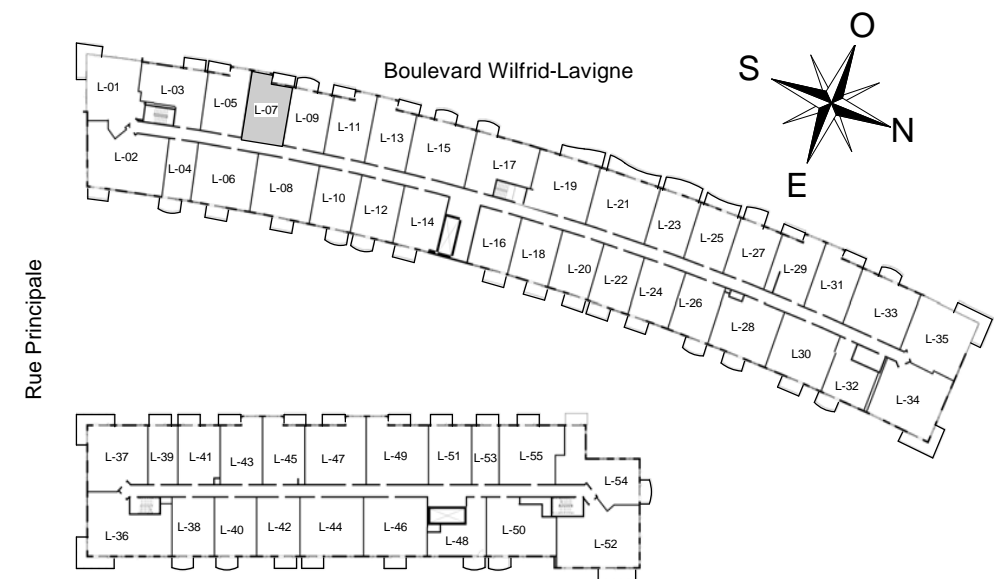 O
S
N
E
Boulevard Wilfrid-Lavigne
Rue Principale
L-01
L-03
L-05
L-07
L-09
L-11
L-13
L-15
L-17
L-19
L-21
L-23
L-25
L-27
L-29
L-31
L-33
L-35
L-02
L-04
L-06
L-08
L-10
L-12
L-14
L-16
L-18
L-20
L-22
L-24
L-26
L-28
L30
L-32
L-34
L-37
L-39
L-41
L-43
L-45
L-47
L-49
L-51
L-53
L-55
L-54
L-36
L-38
L-40
L-42
L-44
L-46
L-48
L-50
L-52